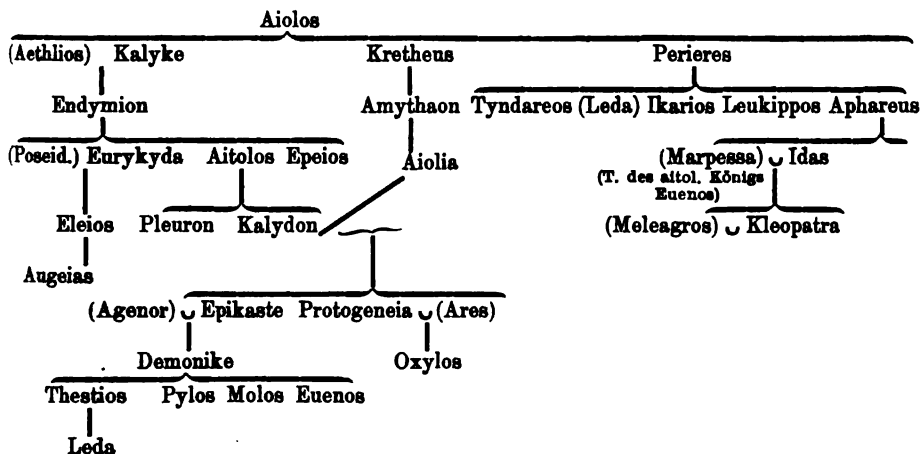 Aiolos
(Aethlios) Kalyke Kretheus Perieres
Endymion Amythaon Tyndareos (Leda) Ikarios Leukippos Aphareus
(Poseid.) Eurykyda Aitolos Epeios Aiolia (Marpessa) ᴗ Idas
(T. des aitol. Königs
Euenos)
Eleios Pleuron Kalydon (Meleagros) ᴗ Kleopatra
Augeias
(Agenor) ᴗ Epikaste Protogeneia ᴗ (Ares)
Demonike Oxylos
Thestios Pylos Molos Euenos
Leda